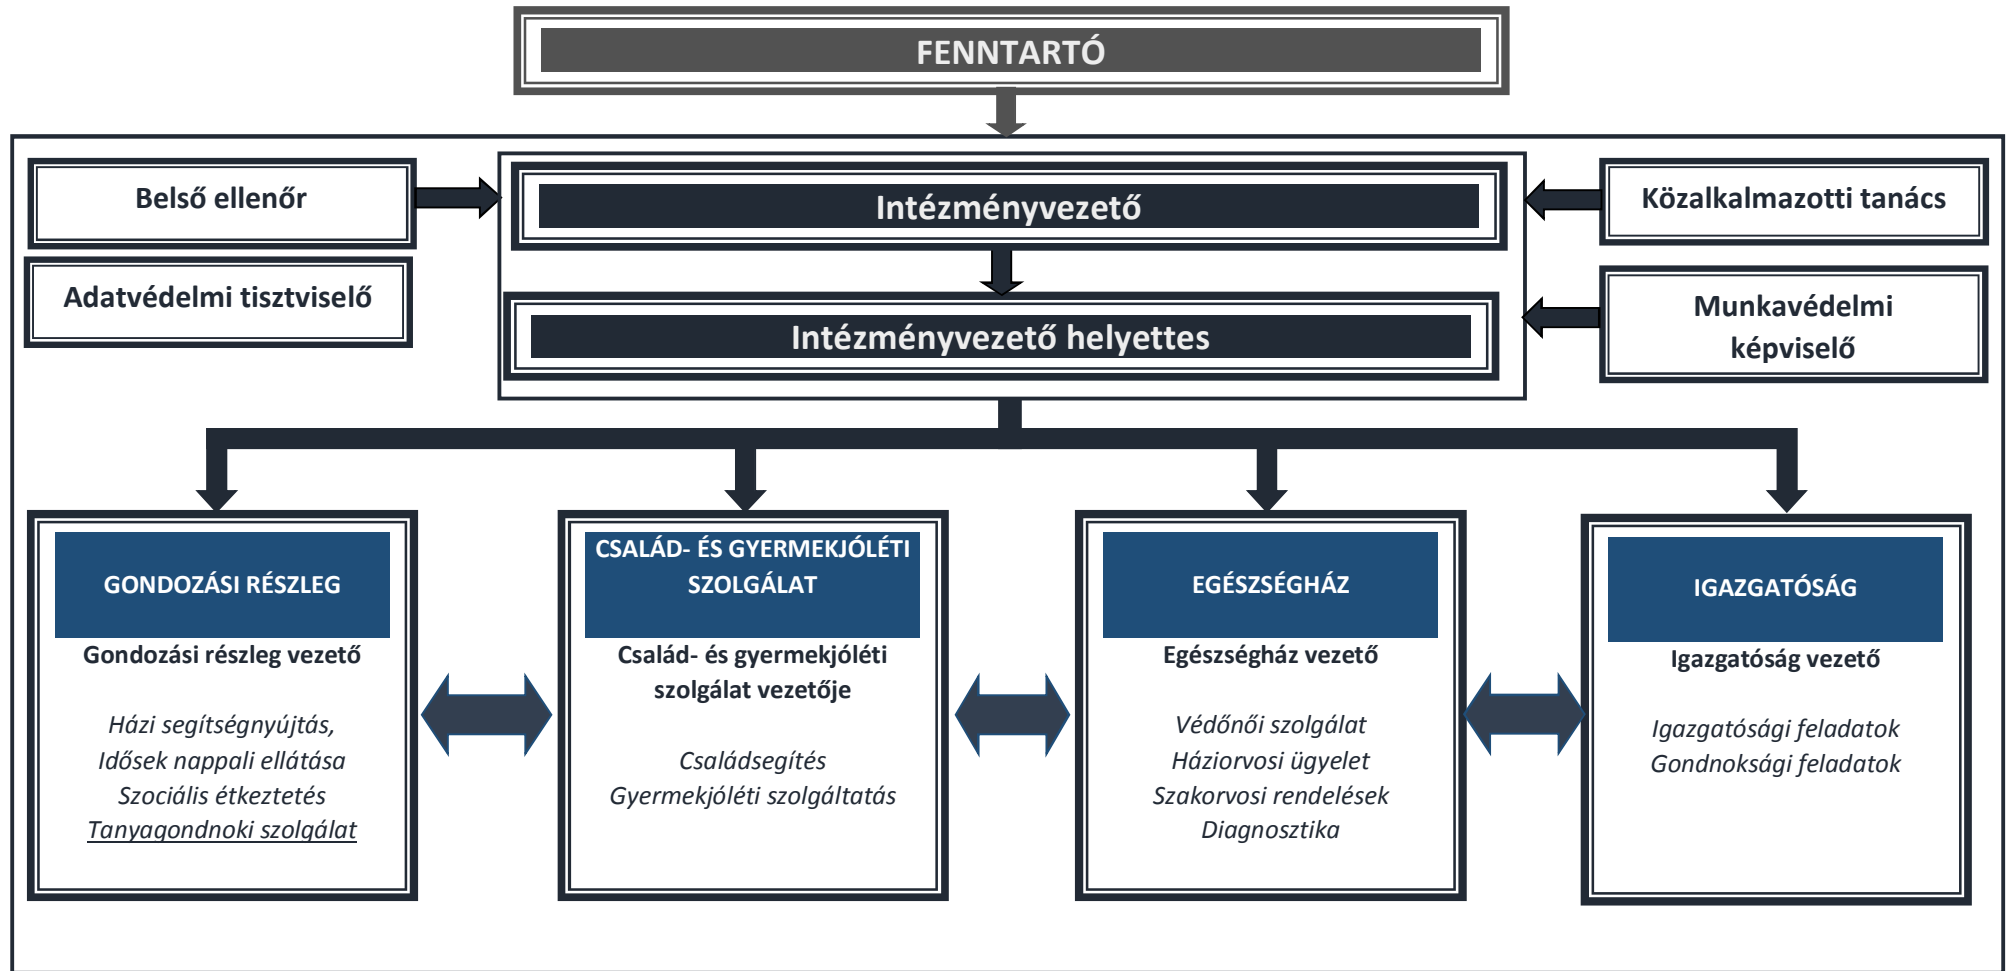 FENNTARTÓ
Belső ellenőr
Intézményvezető
Közalkalmazotti tanács
Adatvédelmi tisztviselő
Intézményvezető helyettes
Munkavédelmi
képviselő
GONDOZÁSI RÉSZLEG
Gondozási részleg vezető
Házi segítségnyújtás,
Idősek nappali ellátása
Szociális étkeztetés
Tanyagondnoki szolgálat
CSALÁD- ÉS GYERMEKJÓLÉTI
SZOLGÁLAT
Család- és gyermekjóléti
szolgálat vezetője
Családsegítés
Gyermekjóléti szolgáltatás
EGÉSZSÉGHÁZ
Egészségház vezető
Védőnői szolgálat
Háziorvosi ügyelet
Szakorvosi rendelések
Diagnosztika
IGAZGATÓSÁG
Igazgatóság vezető
Igazgatósági feladatok
Gondnoksági feladatok